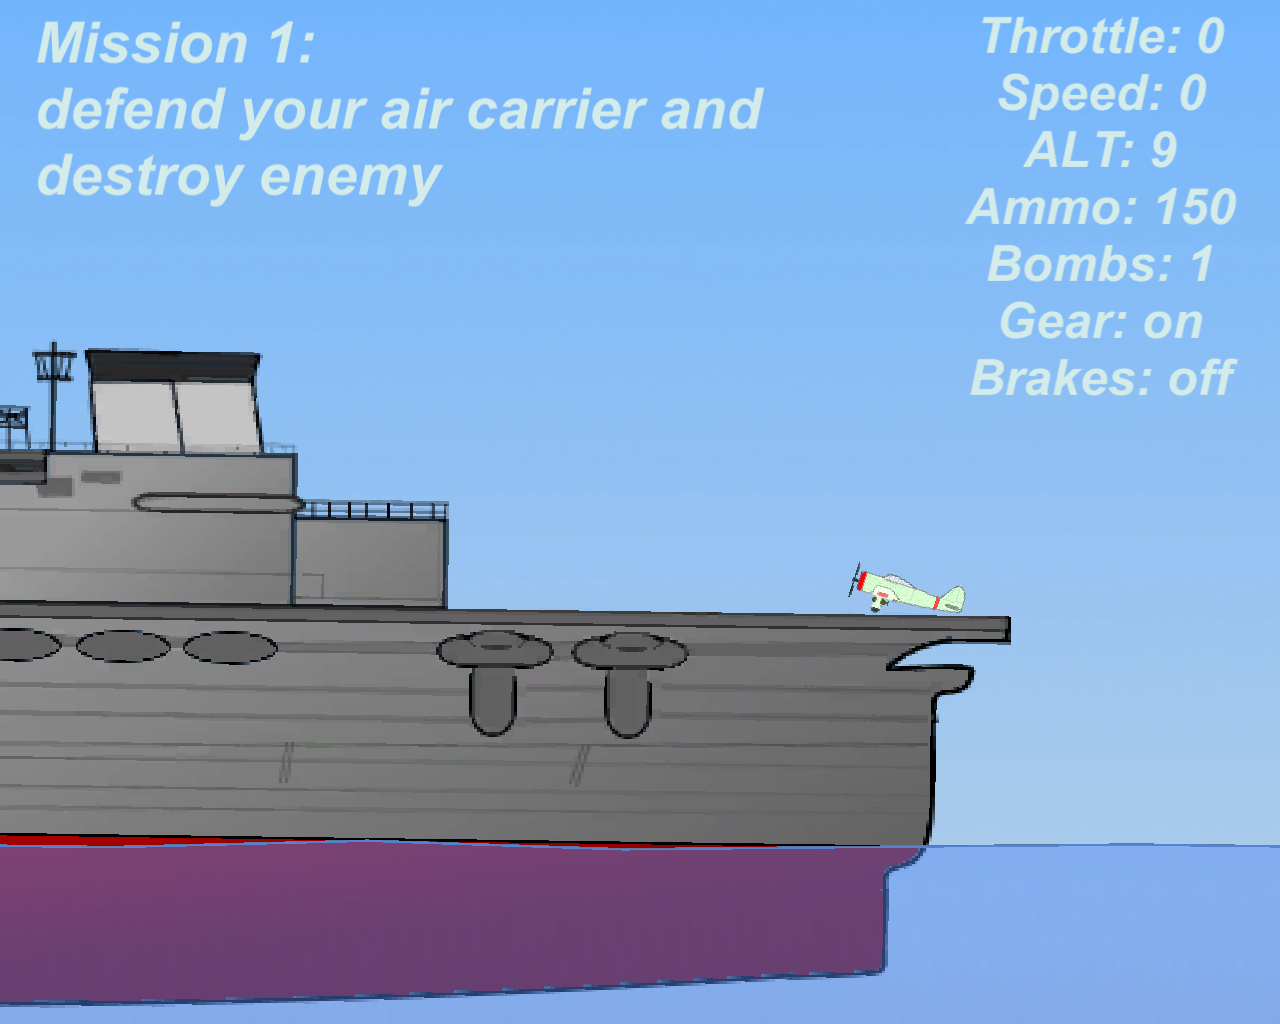 Mission 1:
defend your air carrier and
destroy enemy
Throttle: 0
Speed: 0
ALT: 9
Ammo: 150
Bombs: 1
Gear: on
Brakes: off